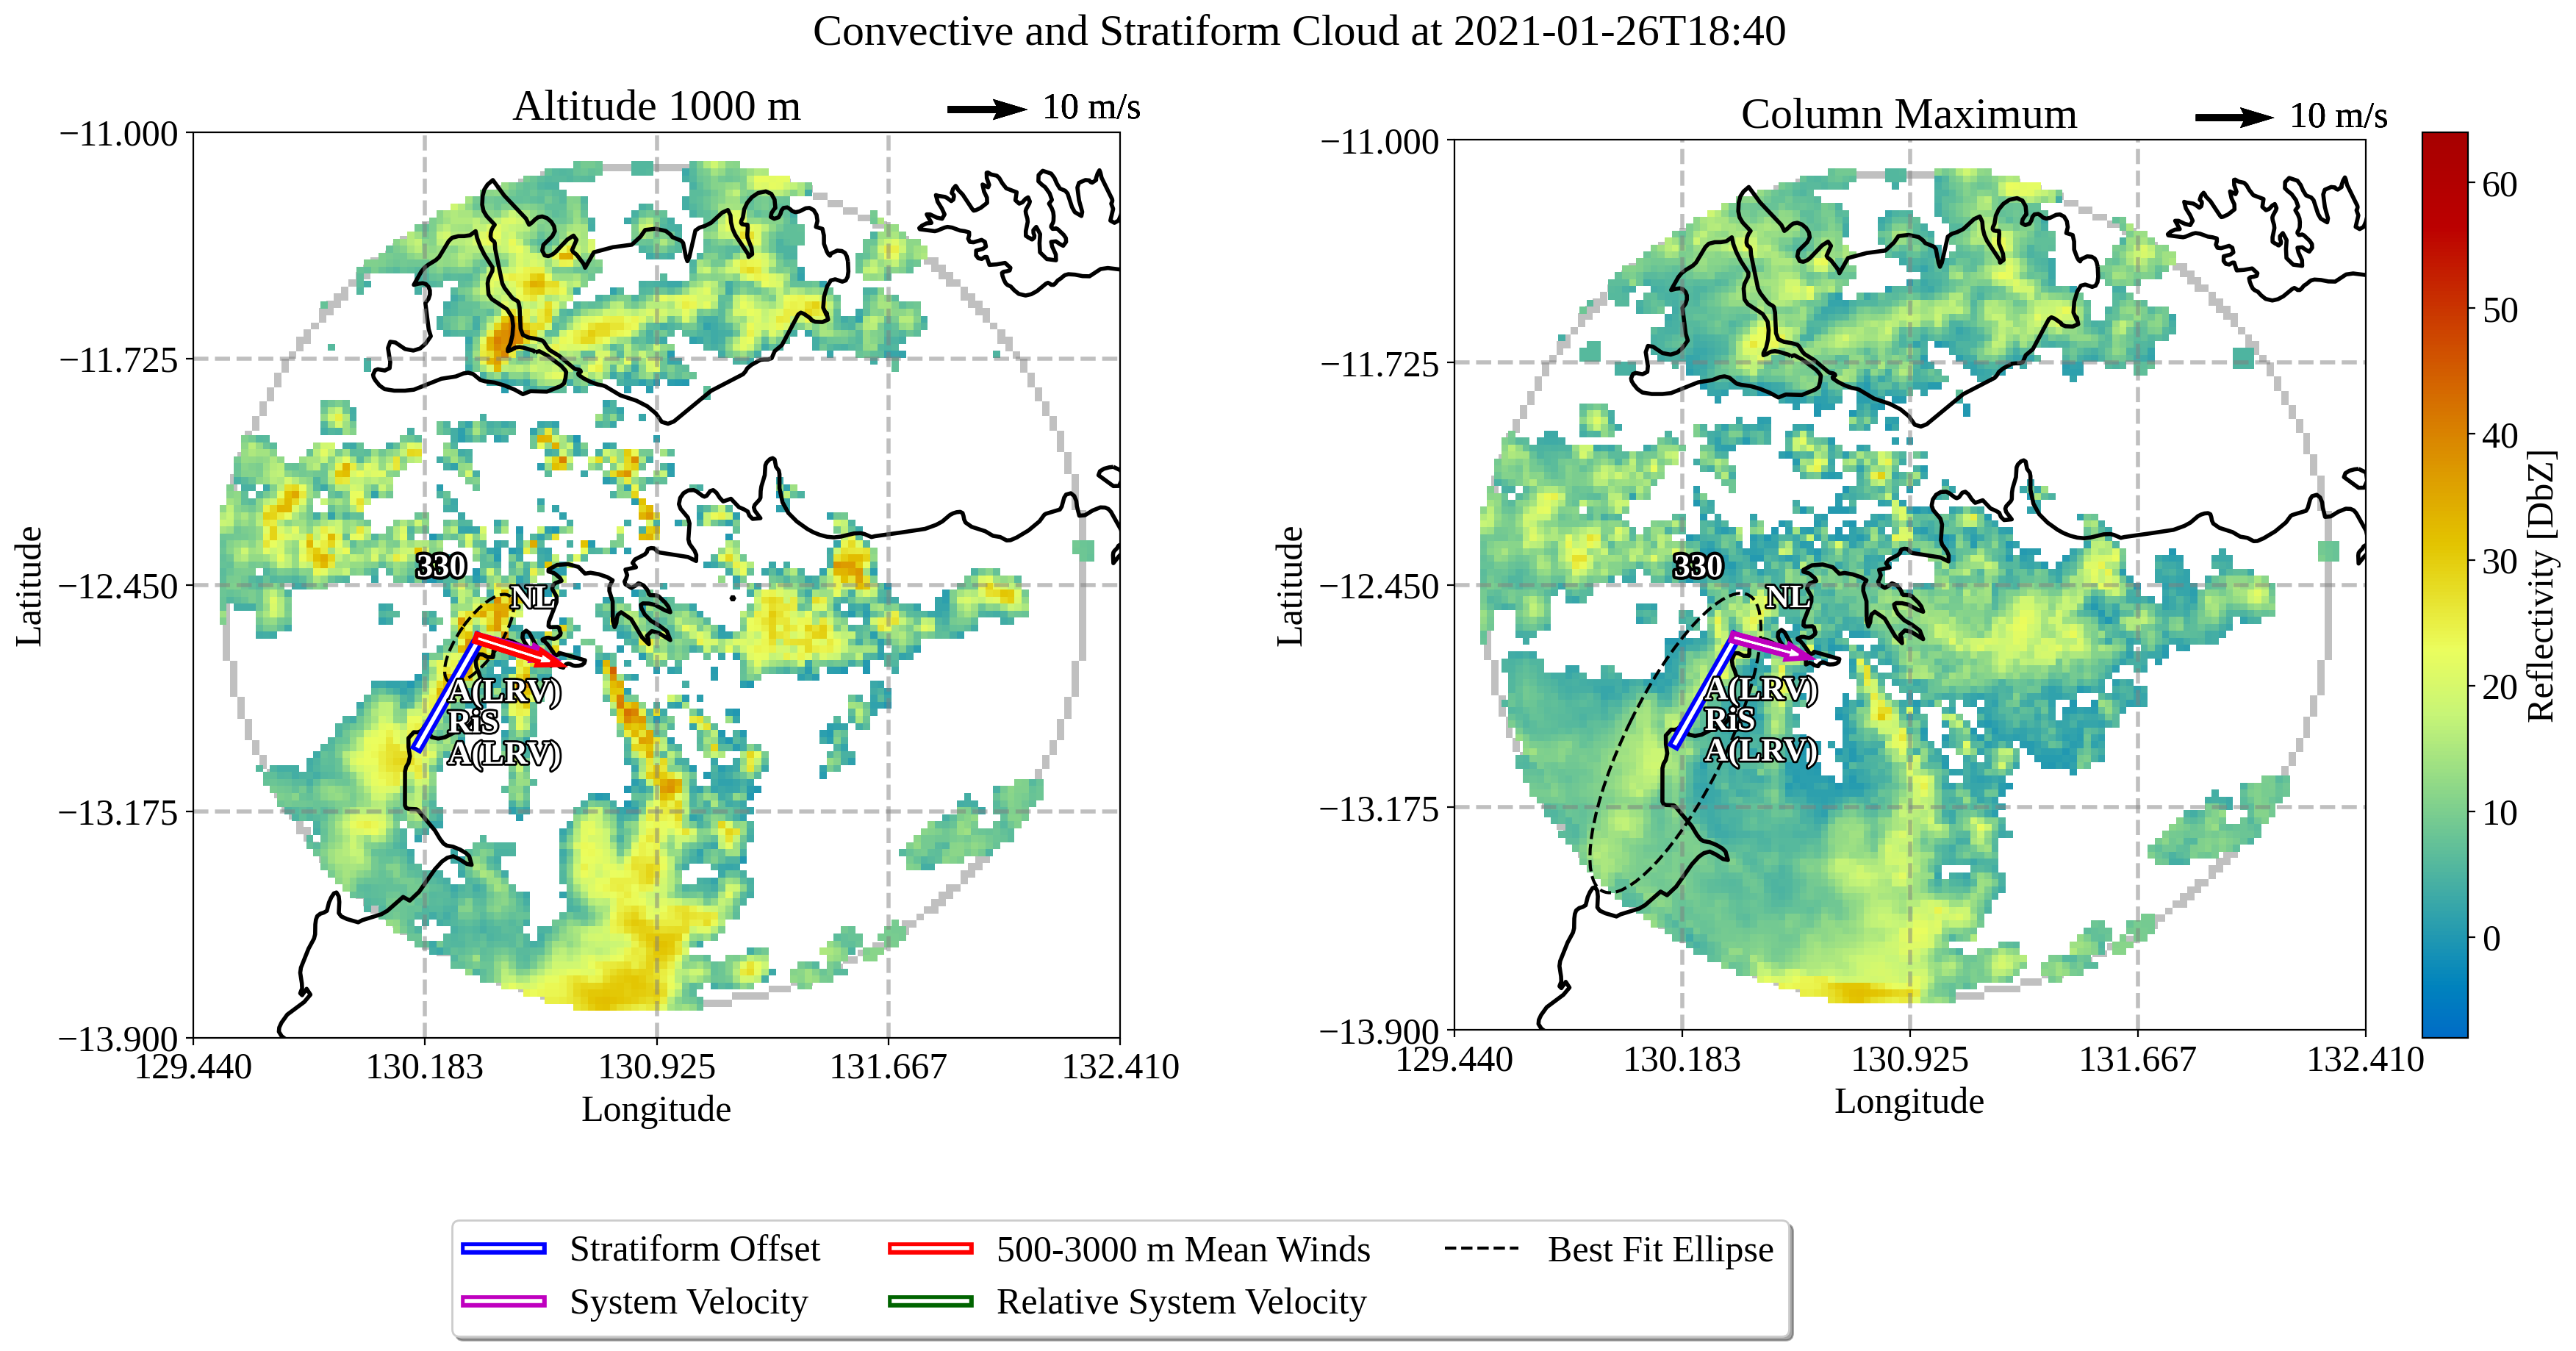 Convective and Stratiform Cloud at 2021-01-26T18:40
Altitude 1000 m
10 m/s
−11.000
−11.725
−12.450
−13.175
−13.900
Latitude
129.440
130.183
130.925
131.667
132.410
Longitude
330
NL
A(LRV)
RiS
A(LRV)
Column Maximum
10 m/s
−11.000
−11.725
−12.450
−13.175
−13.900
Latitude
129.440
130.183
130.925
131.667
132.410
Longitude
330
NL
A(LRV)
RiS
A(LRV)
60
50
40
30
20
10
0
Reflectivity [DbZ]
Stratiform Offset
System Velocity
500-3000 m Mean Winds
Relative System Velocity
Best Fit Ellipse